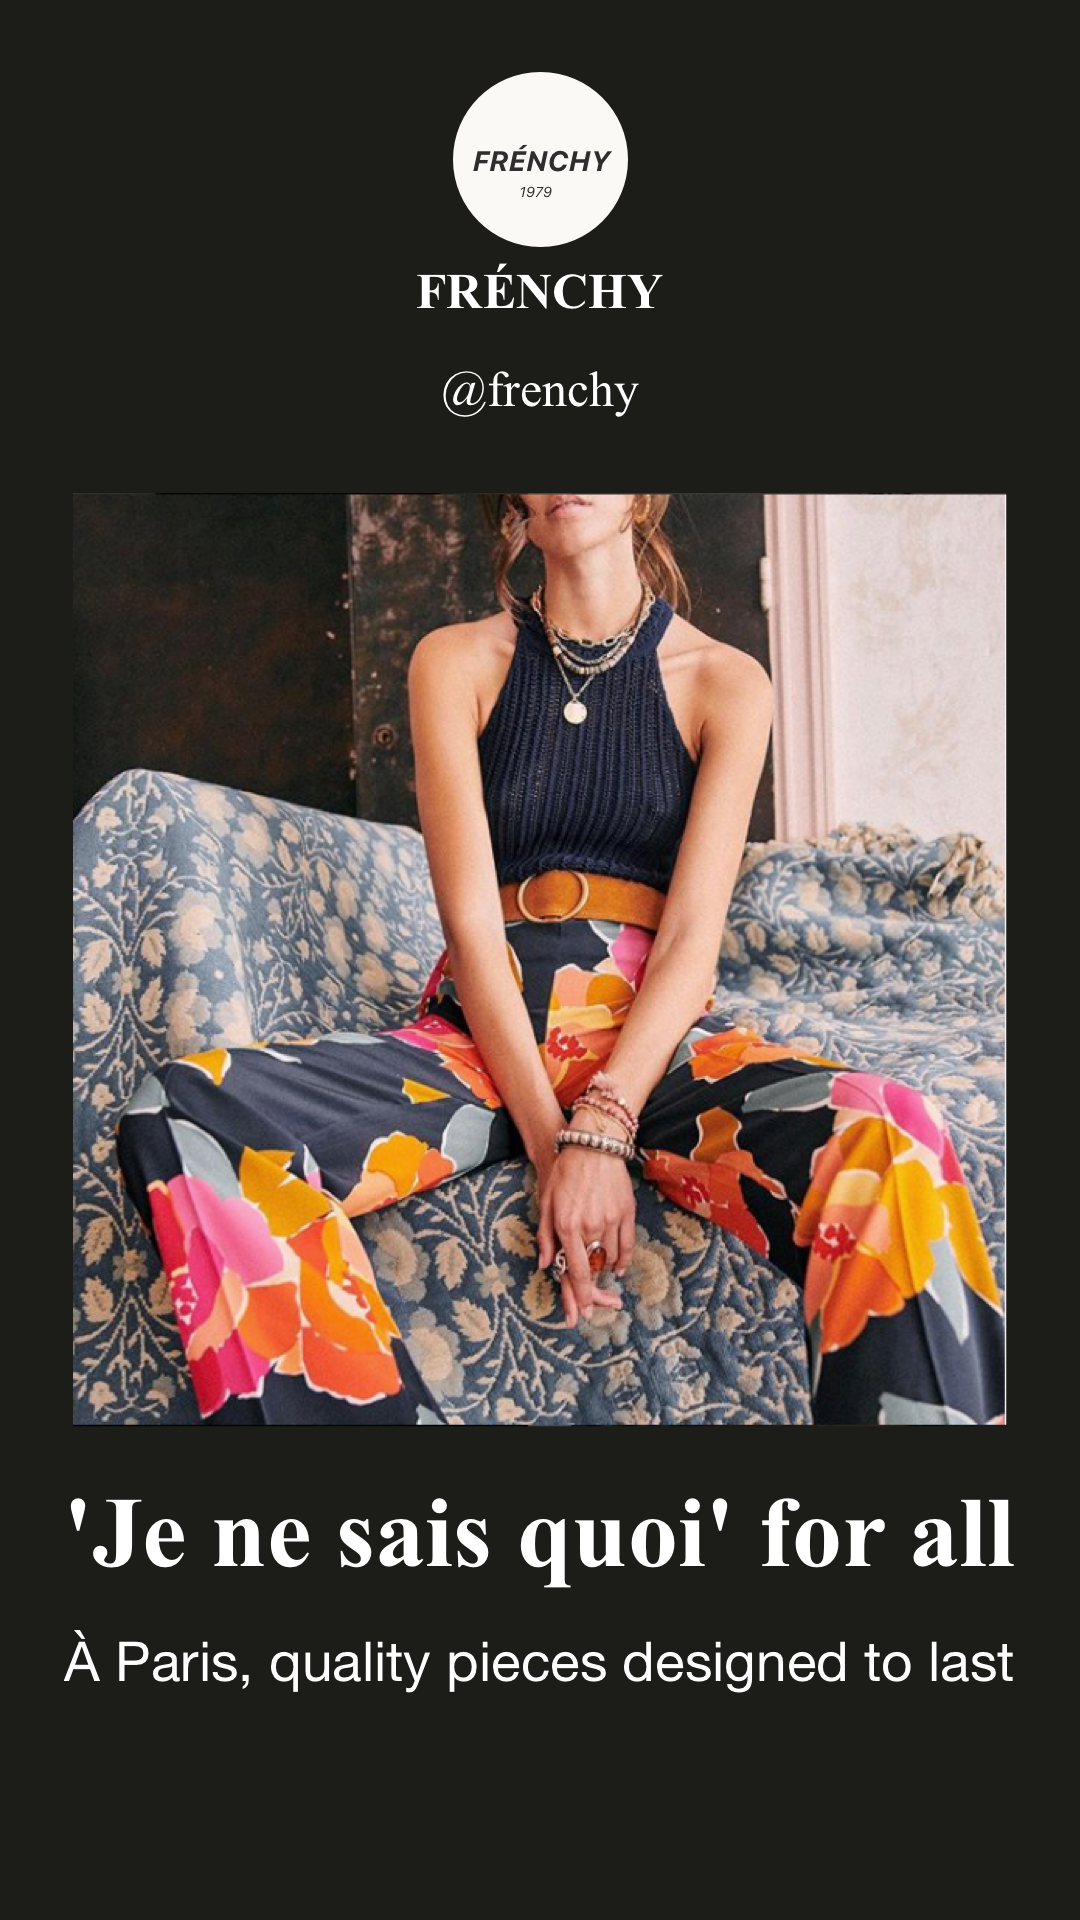 FRÉNCHY
1979
FRÉNCHY
@frenchy
'Je ne sais quoi' for all
À Paris, quality pieces designed to last